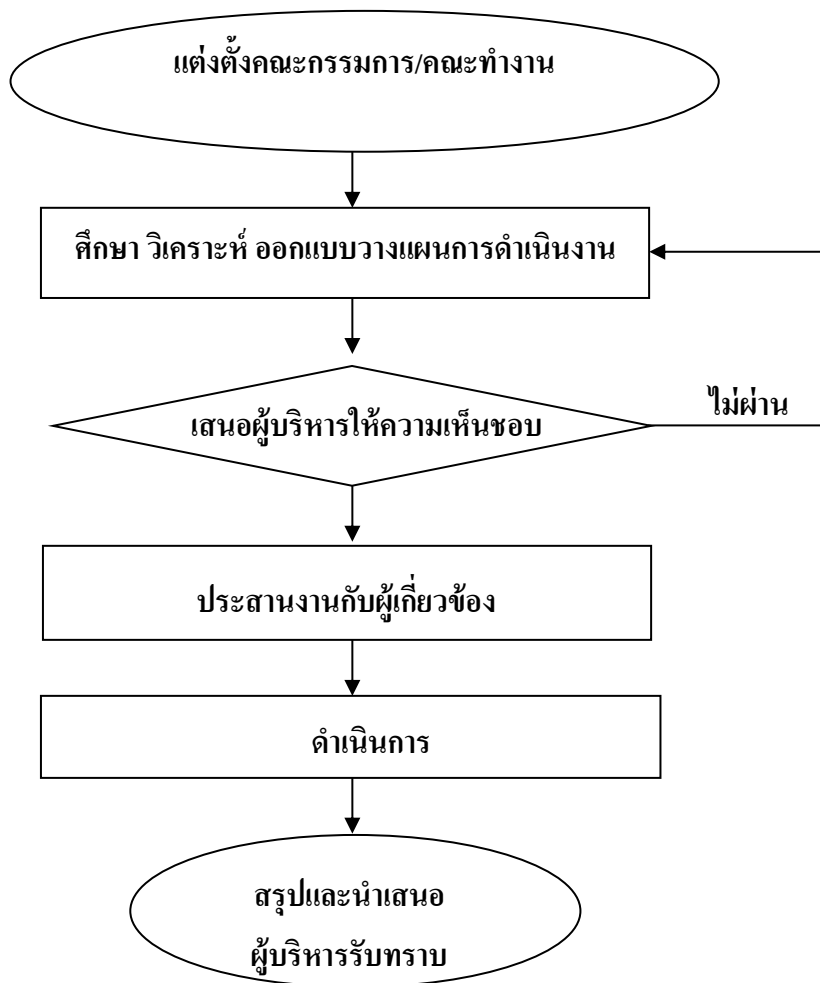 แต่งตั้งคณะกรรมการ/คณะทำงาน
ศึกษา วิเคราะห์ ออกแบบวางแผนการดำเนินงาน
ไม่ผ่าน
เสนอผู้บริหารให้ความเห็นชอบ
ประสานงานกับผู้เกี่ยวข้อง
ดำเนินการ
สรุปและนำเสนอ
ผู้บริหารรับทราบ